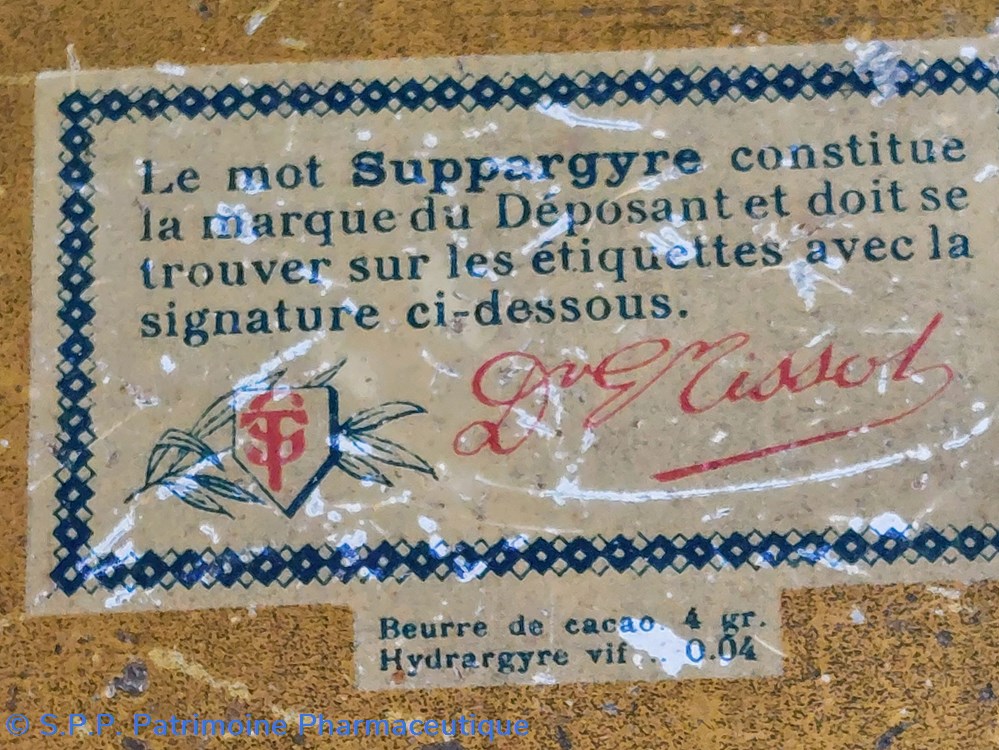 Le mot Suppargyre constitue
la marque du Déposant et doit se
trouver sur les étiquettes avec la
signature ci-dessous.
Dr G Tissot
Beurre de cacao. 4 gr.
Hydrargyre vif .. 0.04
© S.P.P. Patrimoine Pharmaceutique